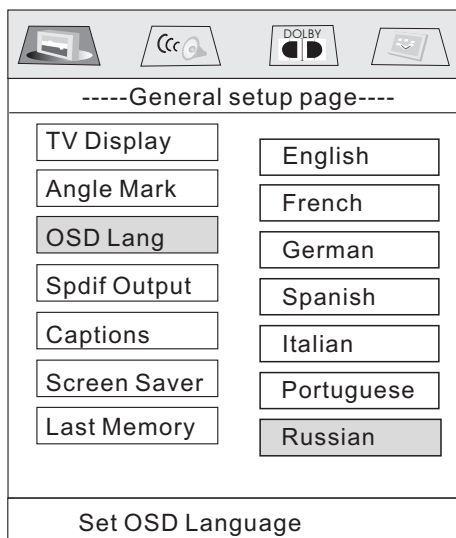 DOLBY
-----General setup page----
TV Display
Angle Mark
OSD Lang
Spdif Output
Captions
Screen Saver
Last Memory
English
French
German
Spanish
Italian
Portuguese
Russian
Set OSD Language